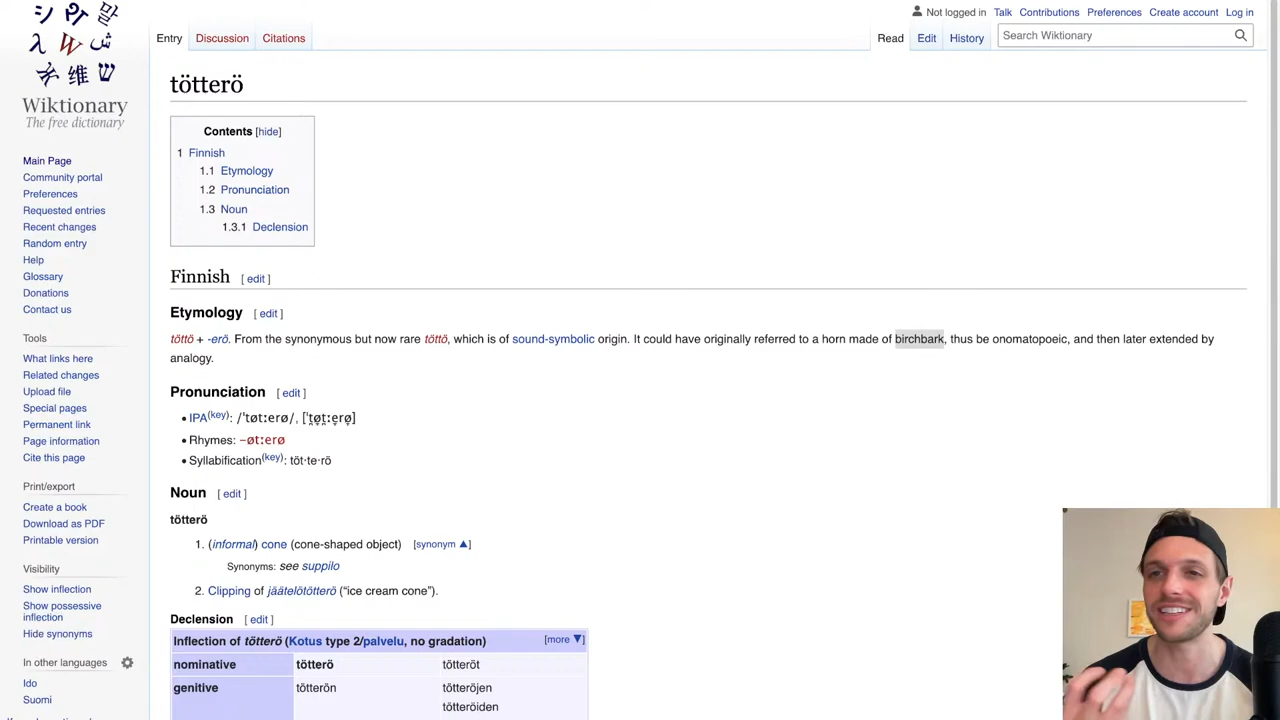 Not logged in Talk Contributions Preferences Create account Log in
Entry Discussion Citations Read Edit History Search Wiktionary
Wiktionary
The free dictionary
Main Page
Community portal
Preferences
Requested entries
Recent changes
Random entry
Help
Glossary
Donations
Contact us
Tools
What links here
Related changes
Upload file
Special pages
Permanent link
Page information
Cite this page
Print/export
Create a book
Download as PDF
Printable version
Visibility
Show inflection
Show possessive
inflection
Hide synonyms
In other languages
Ido
Suomi
tötterö
Contents [hide]
1 Finnish
1.1 Etymology
1.2 Pronunciation
1.3 Noun
1.3.1 Declension
Finnish [ edit ]
Etymology [ edit ]
töttö + -erö. From the synonymous but now rare töttö, which is of sound-symbolic origin. It could have originally referred to a horn made of birchbark, thus be onomatopoeic, and then later extended by
analogy.
Pronunciation [ edit ]
• IPA(key): /ˈtøtːerø/, [ˈt̪øt̪ːe̞rø̞]
• Rhymes: -øtːerø
• Syllabification(key): töt‧te‧rö
Noun [ edit ]
tötterö
1. (informal) cone (cone-shaped object) [synonym ▲]
Synonyms: see suppilo
2. Clipping of jäätelötötterö (“ice cream cone”).
Declension [ edit ]
Inflection of tötterö (Kotus type 2/palvelu, no gradation) [more ▼]
nominative tötterö tötteröt
genitive tötterön tötteröjen
tötteröiden